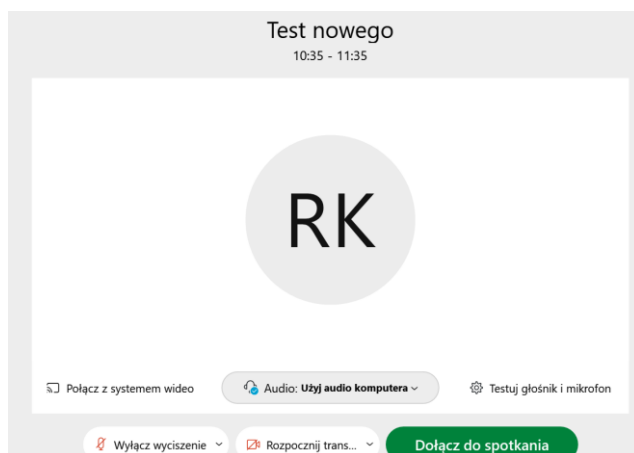 Test nowego
10:35 - 11:35
RK
Połącz z systemem wideo
Audio: Użyj audio komputera
Testuj głośnik i mikrofon
Wyłącz wyciszenie
Rozpocznij trans...
Dołącz do spotkania